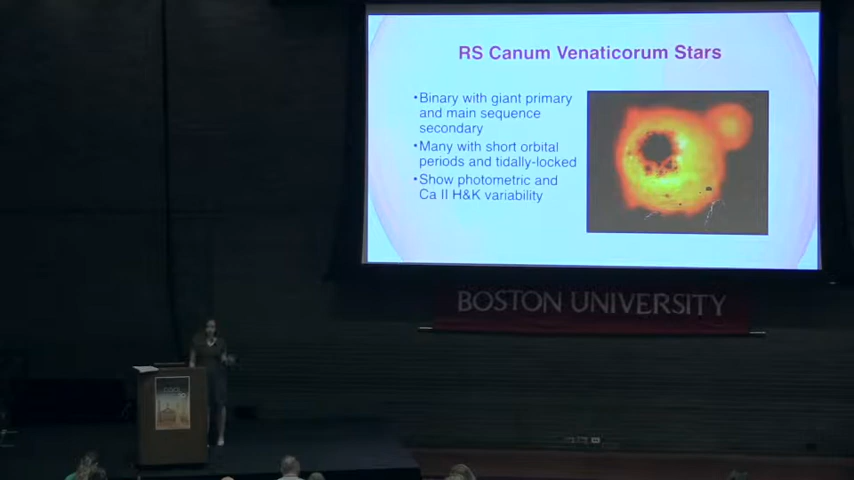 RS Canum Venaticorum Stars
•Binary with giant primary
and main sequence
secondary
•Many with short orbital
periods and tidally-locked
•Show photometric and
Ca II H&K variability
BOSTON UNIVERSITY